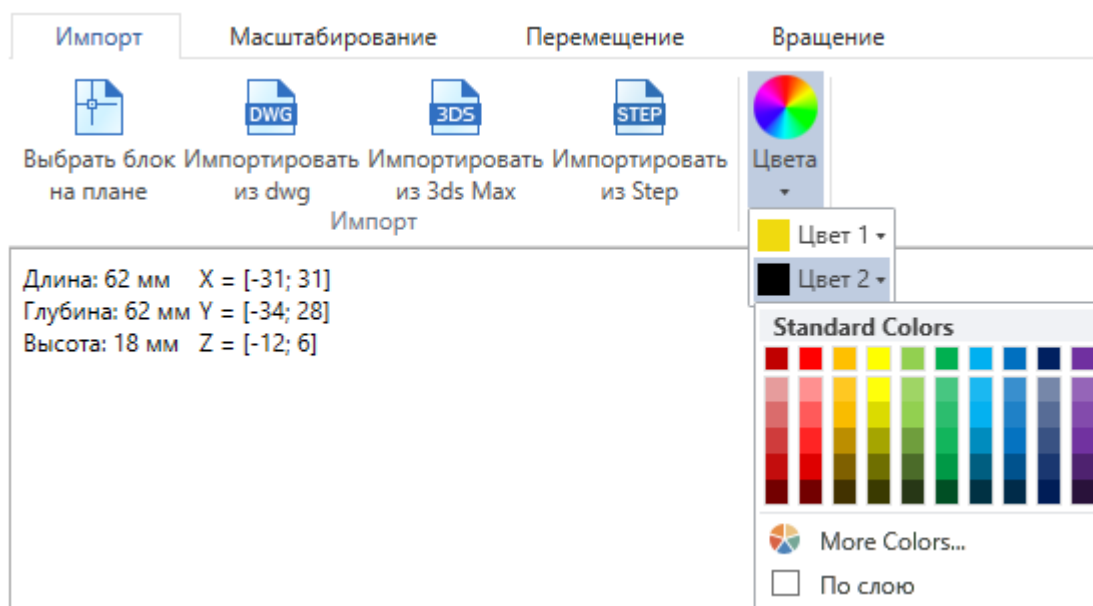 Импорт Масштабирование Перемещение Вращение
DWG 3DS STEP
Выбрать блок Импортировать Импортировать Импортировать Цвета
на плане из dwg из 3ds Max из Step
Импорт
Цвет 1
Длина: 62 мм X = [-31; 31] Цвет 2
Глубина: 62 мм Y = [-34; 28]
Standard Colors
Высота: 18 мм Z = [-12; 6]
More Colors...
По слою